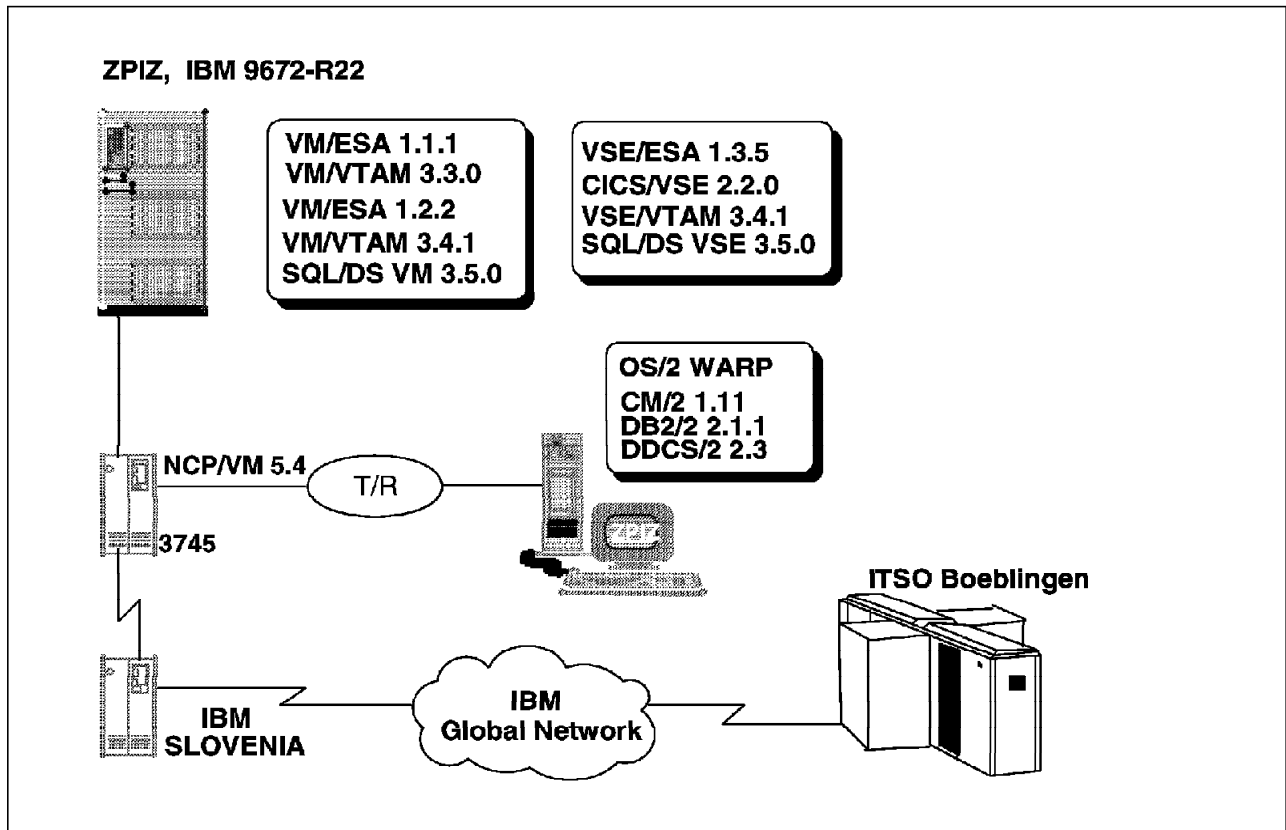 ZPIZ, IBM 9672-R22
VM/ESA 1.1.1
VM/VTAM 3.3.0
VM/ESA 1.2.2
VM/VTAM 3.4.1
SQL/DS VM 3.5.0
VSE/ESA 1.3.5
CICS/VSE 2.2.0
VSE/VTAM 3.4.1
SQL/DS VSE 3.5.0
OS/2 WARP
CM/2 1.11
DB2/2 2.1.1
DDCS/2 2.3
NCP/VM 5.4
T/R
3745
ZPIZ
ITSO Boeblingen
IBM
SLOVENIA
IBM
Global Network